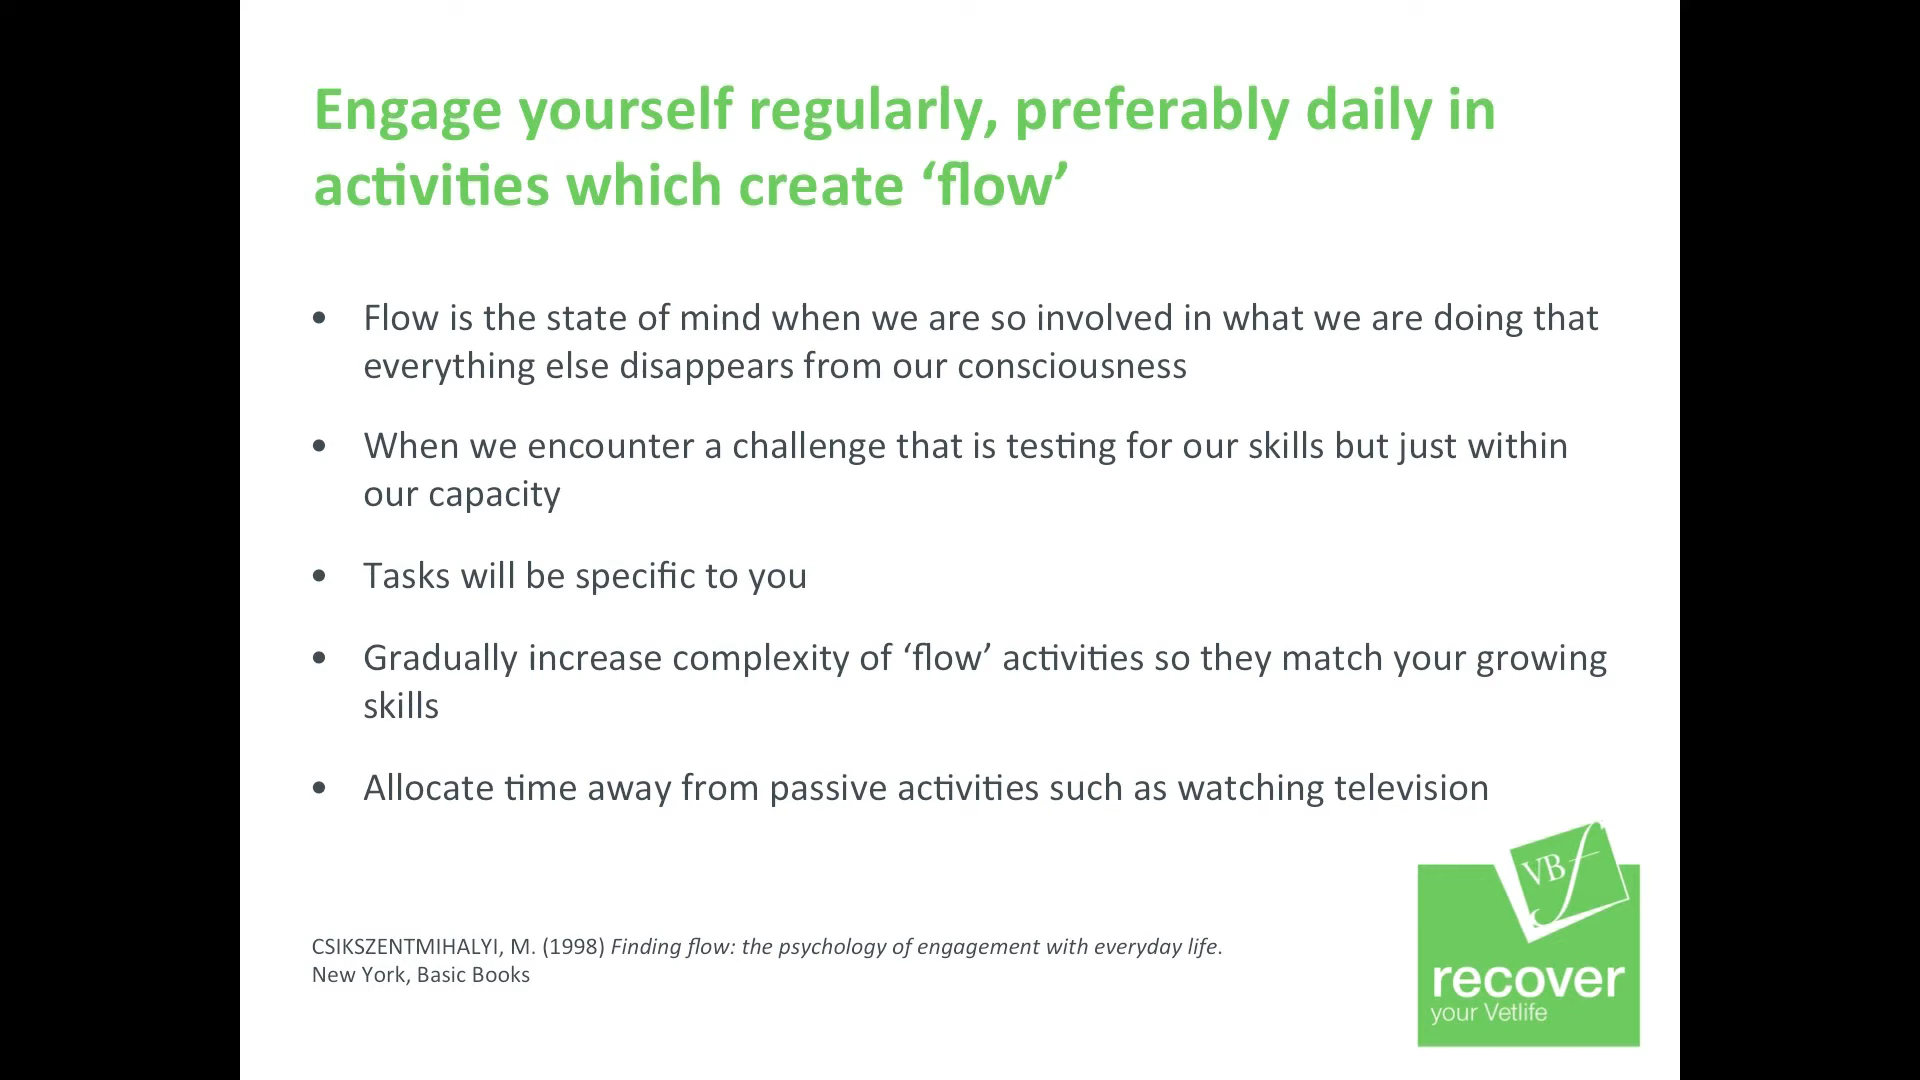 Engage yourself regularly, preferably daily in
activities which create ‘flow’
• Flow is the state of mind when we are so involved in what we are doing that
everything else disappears from our consciousness
• When we encounter a challenge that is testing for our skills but just within
our capacity
• Tasks will be specific to you
• Gradually increase complexity of ‘flow’ activities so they match your growing
skills
• Allocate time away from passive activities such as watching television
CSIKSZENTMIHALYI, M. (1998) Finding flow: the psychology of engagement with everyday life.
New York, Basic Books
VBf
recover
your Vetlife